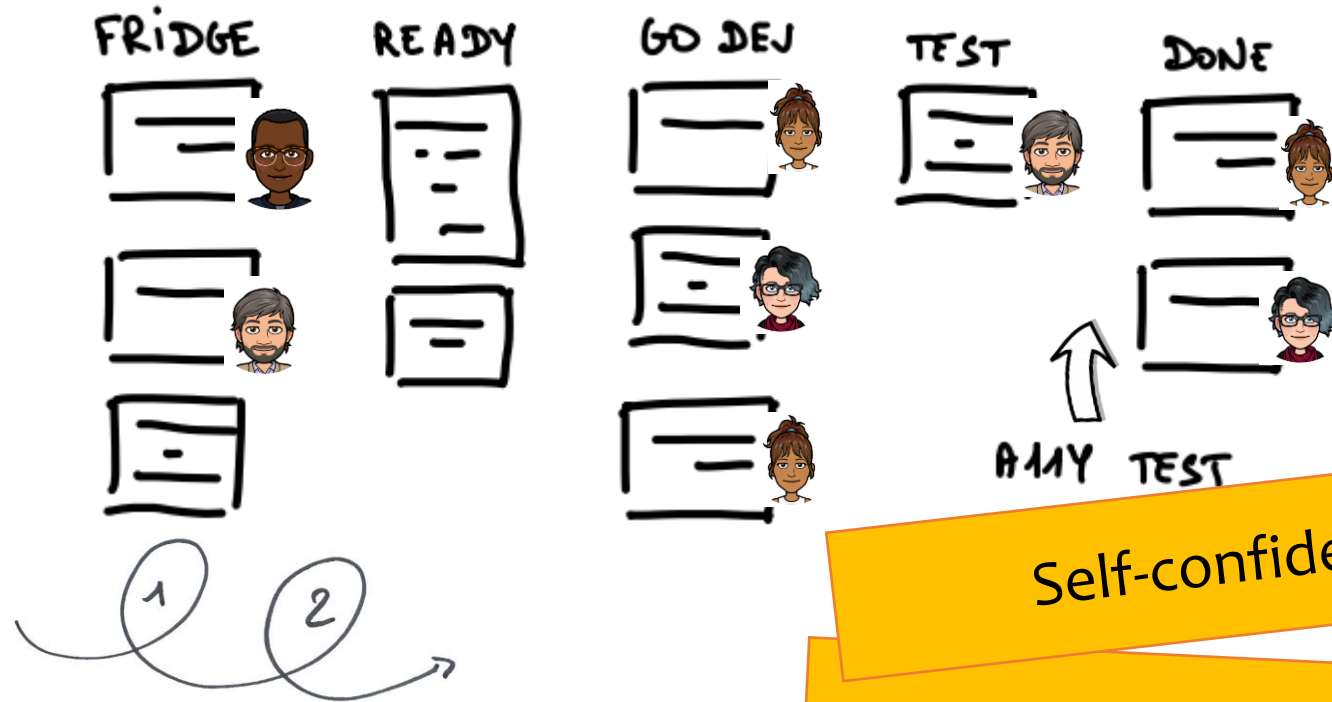 FRiDGE
READY
GO DEV
TEST
DONE
A11Y TEST
1
2
Self-confide